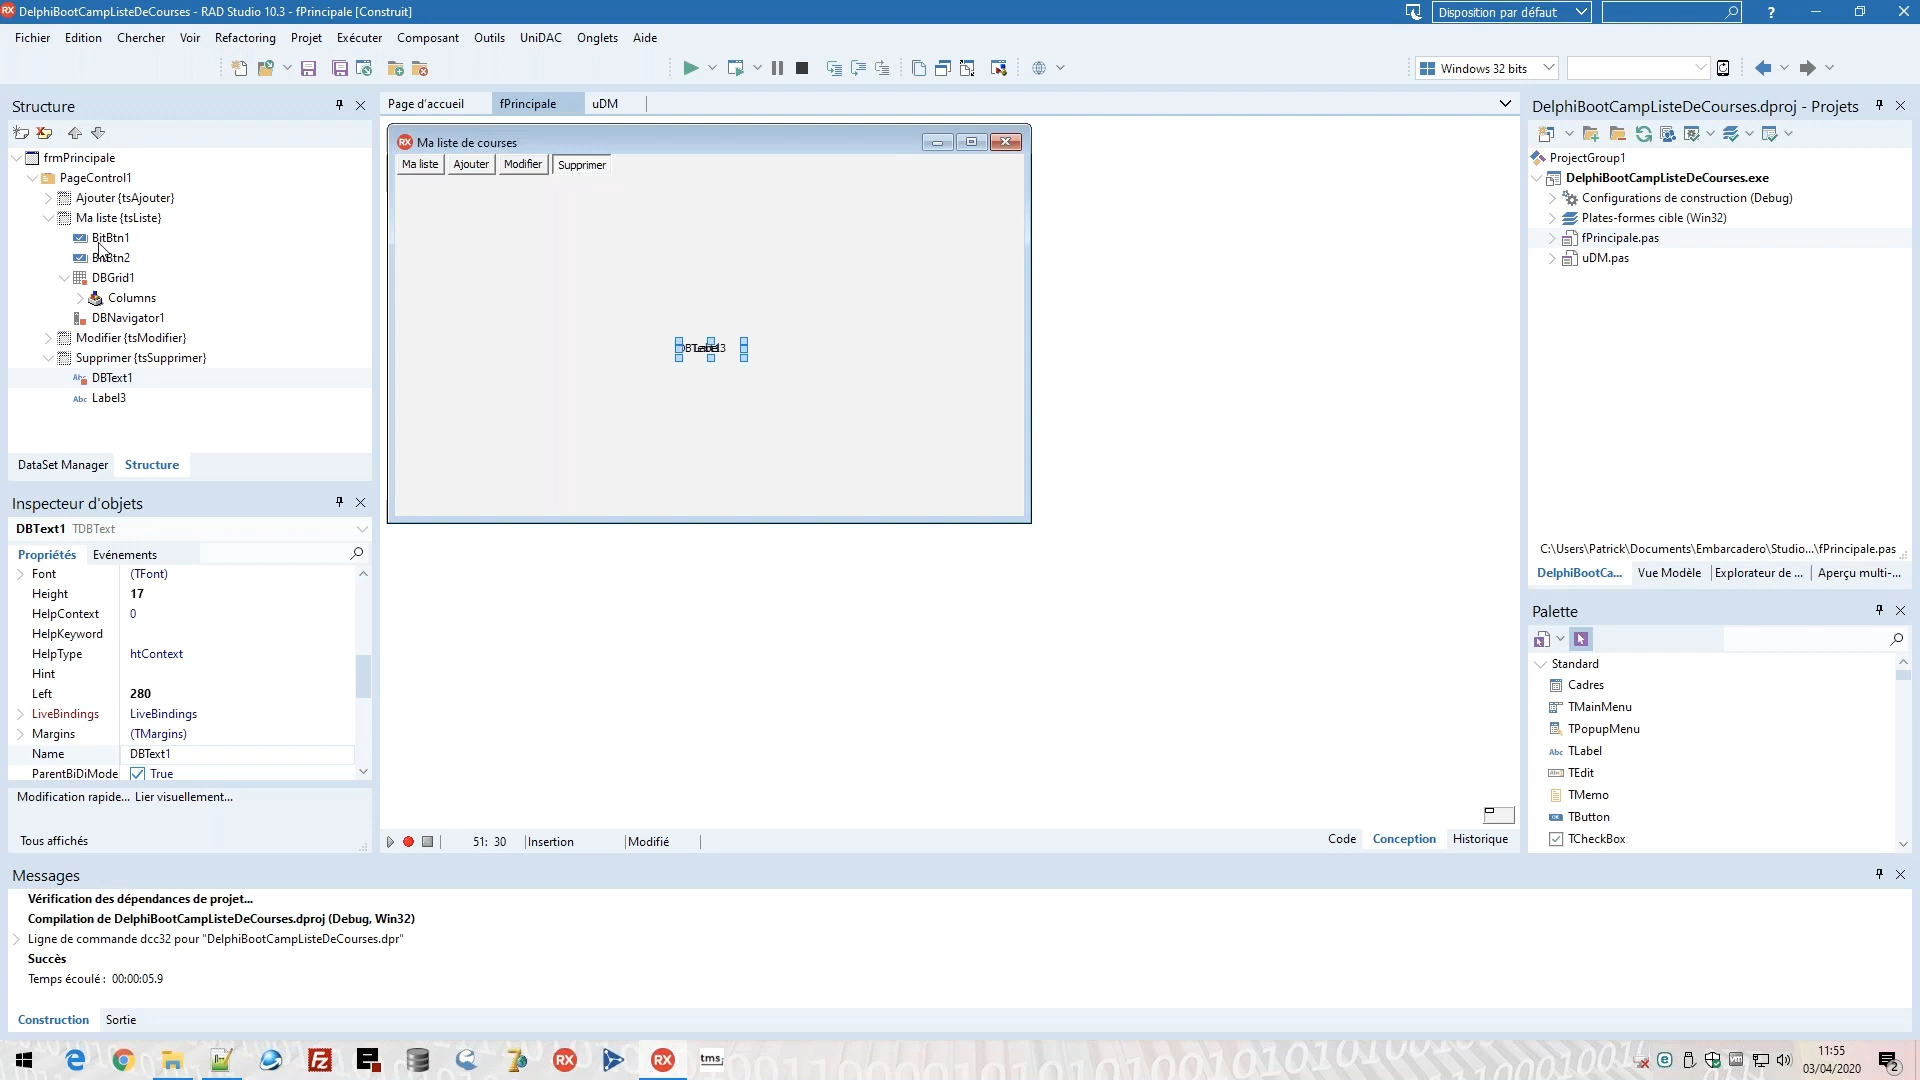 DelphiBootCampListeDeCourses - RAD Studio 10.3 - fPrincipale [Construit]
Disposition par défaut
Fichier Edition Chercher Voir Refactoring Projet Exécuter Composant Outils UniDAC Onglets Aide
Windows 32 bits
Structure
frmPrincipale
PageControl1
Ajouter {tsAjouter}
Ma liste {tsListe}
BitBtn1
BitBtn2
DBGrid1
Columns
DBNavigator1
Modifier {tsModifier}
Supprimer {tsSupprimer}
DBText1
Label3
DataSet Manager Structure
Inspecteur d'objets
DBText1 TDBText
Propriétés Evénements
Font (TFont)
Height 17
HelpContext 0
HelpKeyword
HelpType htContext
Hint
Left 280
LiveBindings LiveBindings
Margins (TMargins)
Name DBText1
ParentBiDiMode True
Modification rapide... Lier visuellement...
Tous affichés
Page d'accueil fPrincipale uDM
Ma liste de courses
Ma liste Ajouter Modifier Supprimer
51: 30 Insertion Modifié
Code Conception Historique
DelphiBootCampListeDeCourses.dproj - Projets
ProjectGroup1
DelphiBootCampListeDeCourses.exe
Configurations de construction (Debug)
Plates-formes cible (Win32)
fPrincipale.pas
uDM.pas
C:\Users\Patrick\Documents\Embarcadero\Studio...\fPrincipale.pas
DelphiBootCa... Vue Modèle Explorateur de ... Aperçu multi-...
Palette
Standard
Cadres
TMainMenu
TPopupMenu
TLabel
TEdit
TMemo
TButton
TCheckBox
Messages
Vérification des dépendances de projet...
Compilation de DelphiBootCampListeDeCourses.dproj (Debug, Win32)
Ligne de commande dcc32 pour "DelphiBootCampListeDeCourses.dpr"
Succès
Temps écoulé : 00:00:05.9
Construction Sortie
tms
11:55
03/04/2020